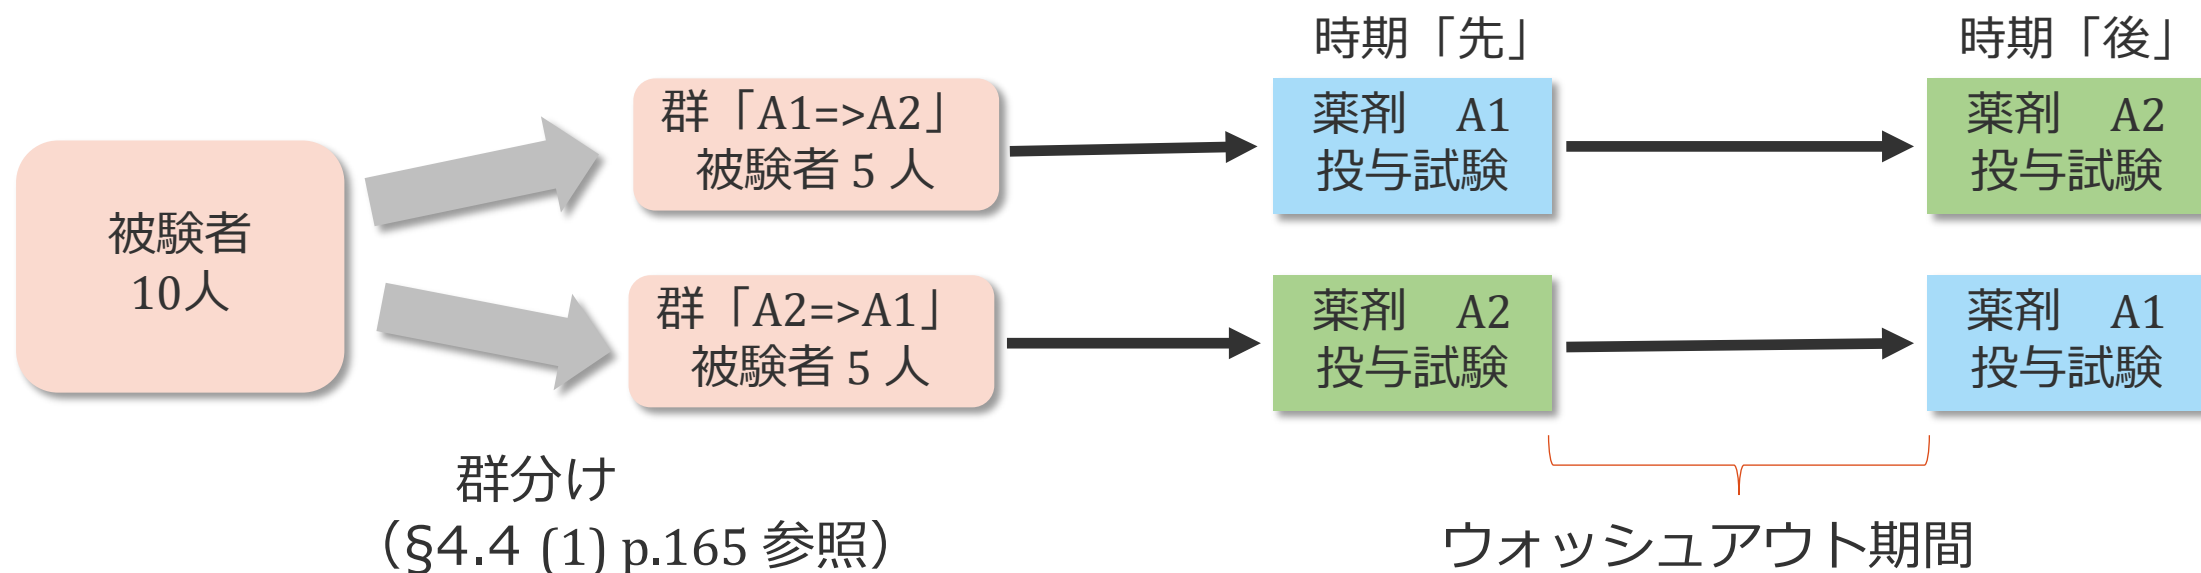 時期「先」
時期「後」
被験者
10人
群「A1=>A2」
被験者 5 人
薬剤　A1
投与試験
薬剤　A2
投与試験
群「A2=>A1」
被験者 5 人
薬剤　A2
投与試験
薬剤　A1
投与試験
群分け
（§4.4 (1) p.165 参照）
ウォッシュアウト期間